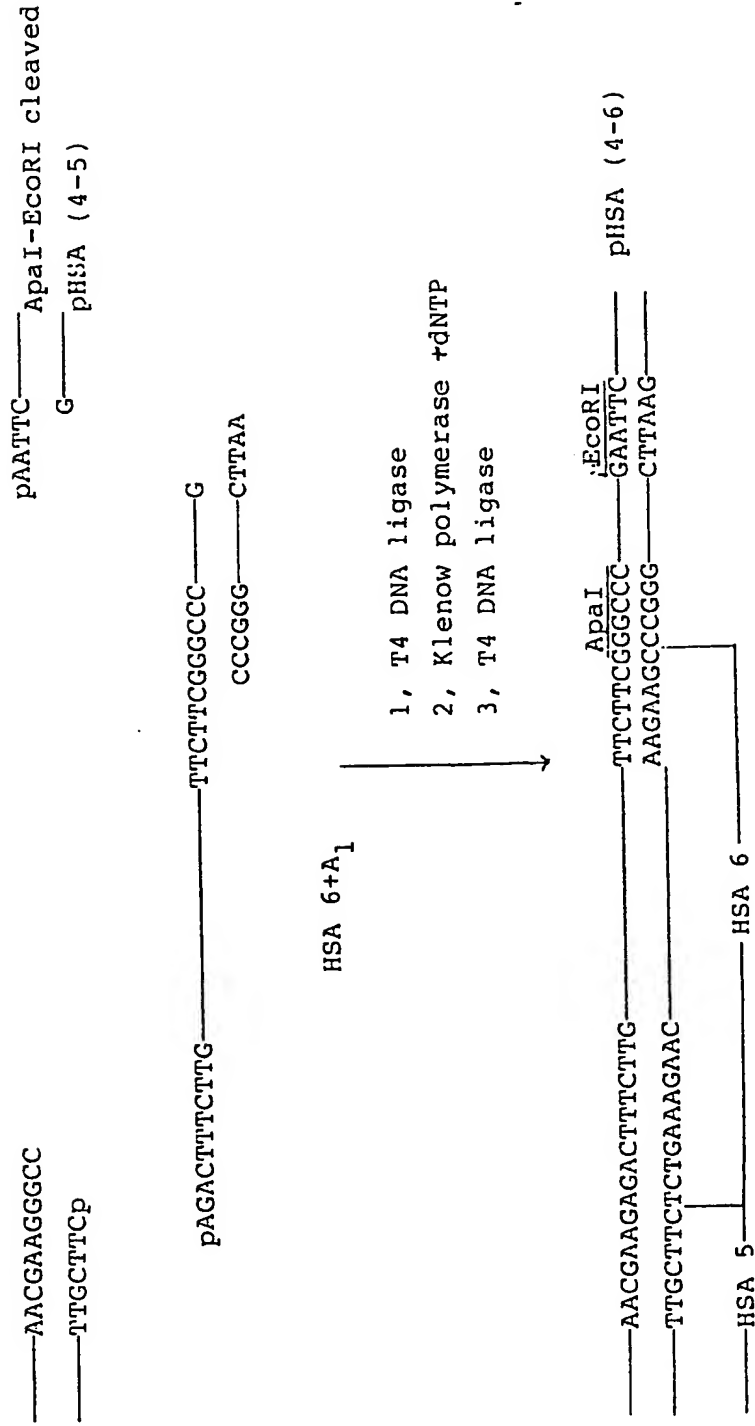 AACGAAGGGCC
TTGCTTCp
pAATTC
ApaI-EcoRI cleaved
G
pHSA (4-5)
pAGACTTTCTTG
TTCTTCGGGCCC
G
CCCGGG
CTTAA
HSA 6+A1
1, T4 DNA ligase
2, Klenow polymerase +dNTP
3, T4 DNA ligase
ApaI
EcoRI
AACGAAGAGACTTTCTTG
TTCTTCGGGCCC
GAATTC
TTGCTTCTCTGAAAGAAC
AAGAAGCCCGGG
CTTAAG
pHSA (4-6)
HSA 5
HSA 6